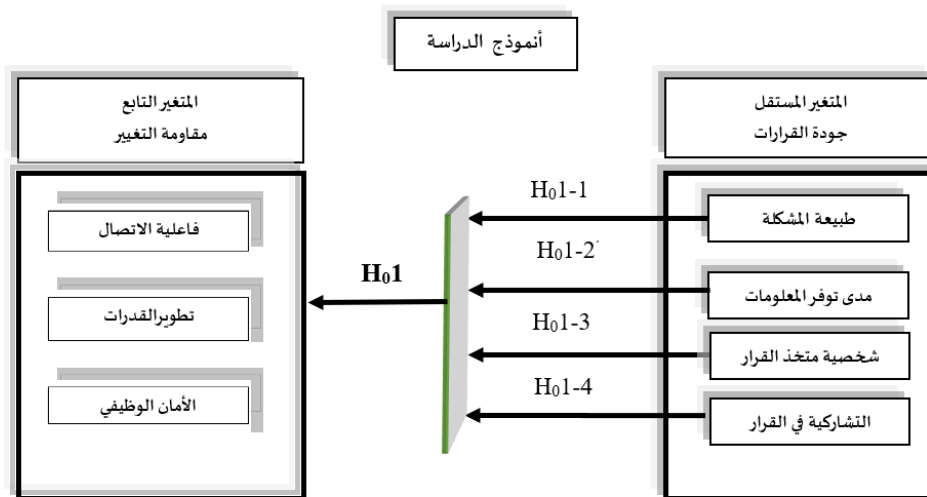 أنموذج الدراسة
المتغير المستقل
جودة القرارات
المتغير التابع
مقاومة التغيير
طبيعة المشكلة
مدى توفر المعلومات
شخصية متخذ القرار
التشاركية في القرار
H₀1-1
H₀1-2
H₀1-3
H₀1-4
H₀1
فاعلية الاتصال
تطويرالقدرات
الأمان الوظيفي